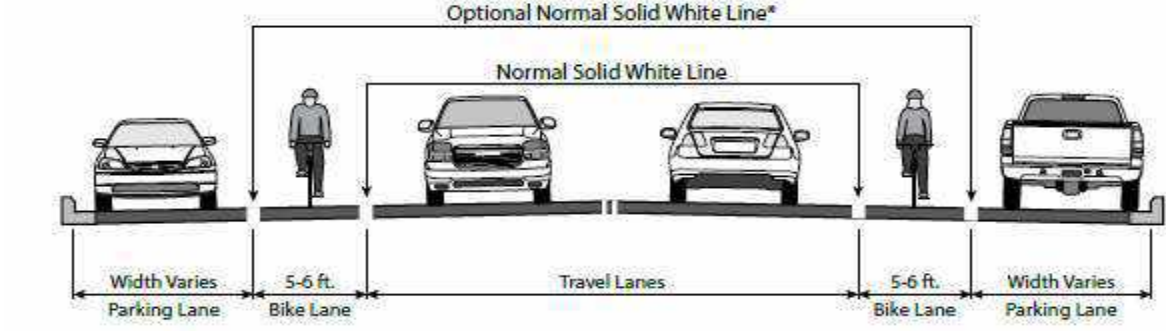 Optional Normal Solid White Line*
Normal Solid White Line
Width Varies
Parking Lane
5-6 ft.
Bike Lane
Travel Lanes
5-6 ft.
Bike Lane
Width Varies
Parking Lane